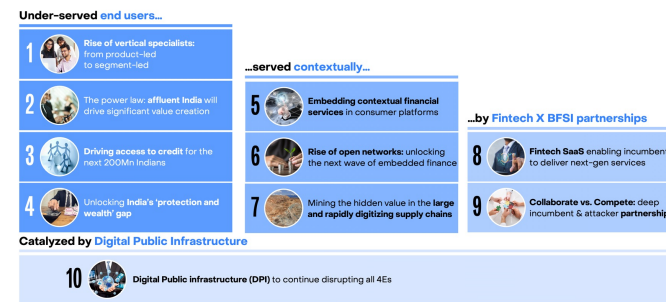 Under-served end users...
1 Rise of vertical specialists:
from product-led
to segment-led
2 The power law: affluent India will
drive significant value creation
3 Driving access to credit for the
next 200Mn Indians
4 Unlocking India's 'protection and
wealth' gap
...served contextually...
5 Embedding contextual financial
services in consumer platforms
6 Rise of open networks: unlocking
the next wave of embedded finance
7 Mining the hidden value in the large
and rapidly digitizing supply chains
...by Fintech X BFSI partnerships
8 Fintech SaaS enabling incumbent
to deliver next-gen services
9 Collaborate vs. Compete: deep
incumbent & attacker partnership
Catalyzed by Digital Public Infrastructure
10 Digital Public infrastructure (DPI) to continue disrupting all 4Es